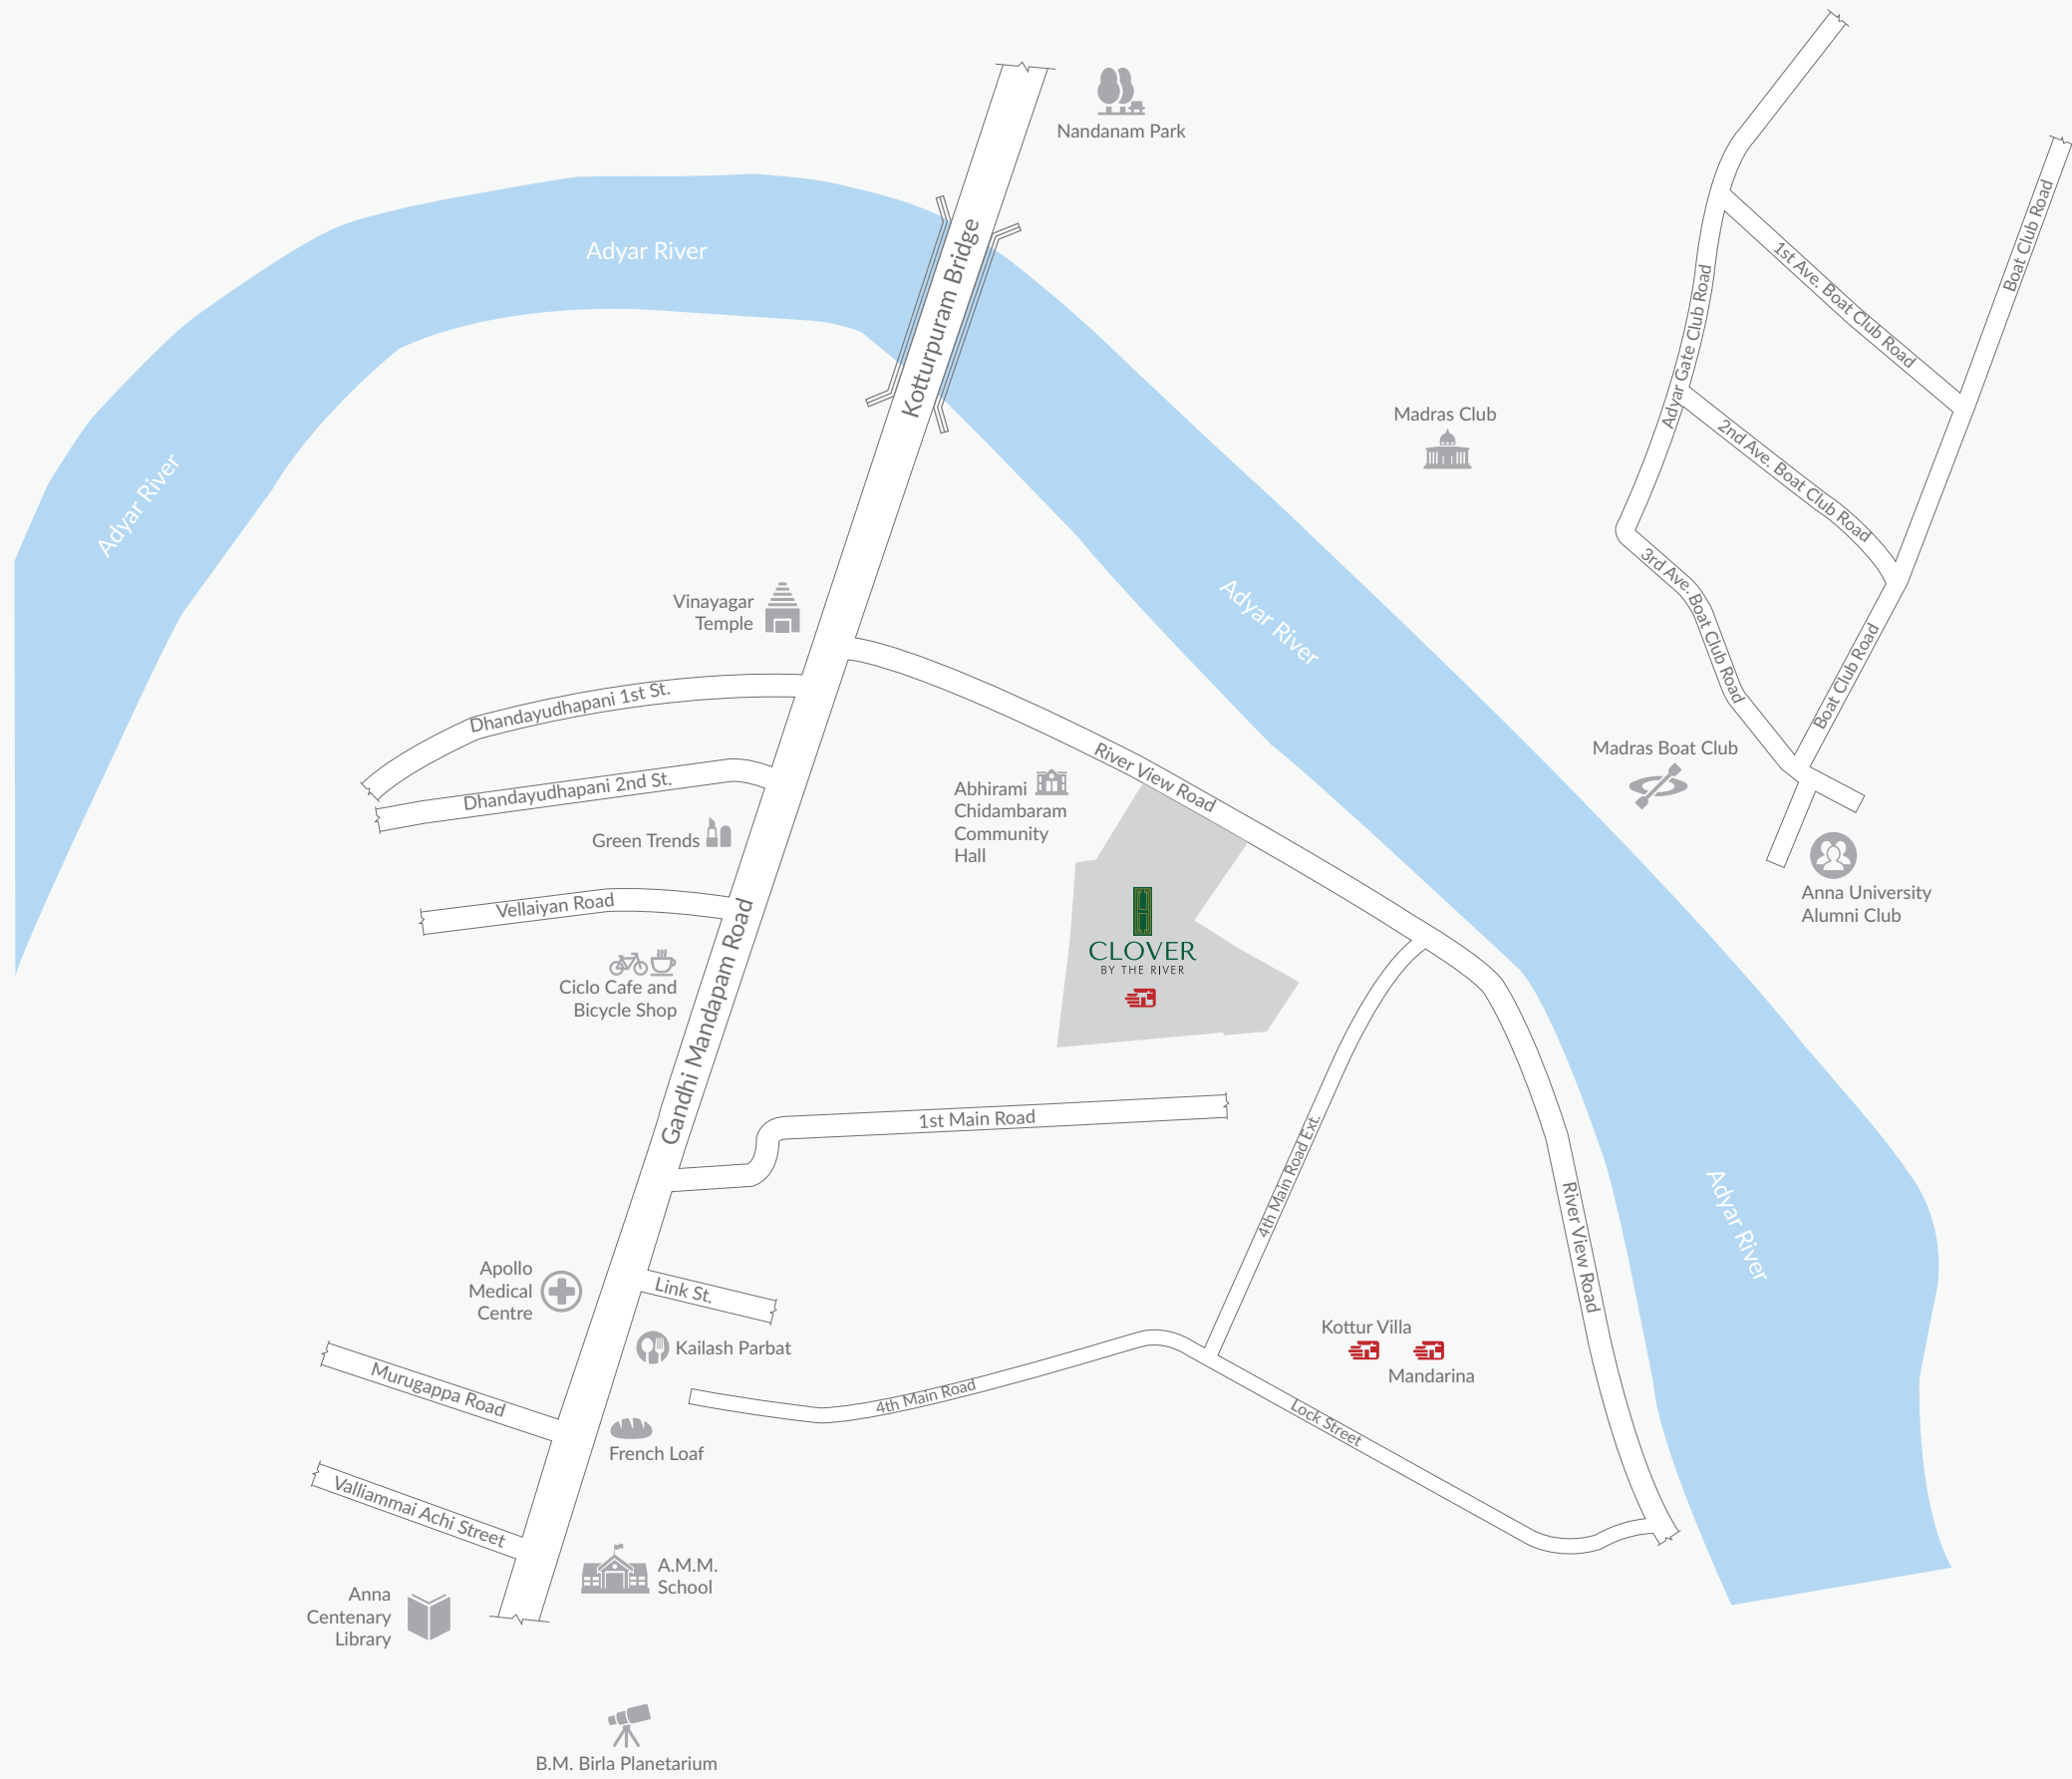 Nandanam Park
Adyar River
Kotturpuram Bridge
Boat Club Road
1st Ave. Boat Club Road
Adyar Gate Club Road
Madras Club
2nd Ave. Boat Club Road
Adyar River
3rd Ave. Boat Club Road
Adyar River
Vinayagar
Temple
Boat Club Road
Dhandayudhapani 1st St.
Dhandayudhapani 2nd St.
River View Road
Madras Boat Club
Abhirami
Chidambaram
Community
Hall
Green Trends
Anna University
Alumni Club
Vellaiyan Road
CLOVER
BY THE RIVER
Ciclo Cafe and
Bicycle Shop
Gandhi Mandapam Road
1st Main Road
4th Main Road Ext.
River View Road
Adyar River
Apollo
Medical
Centre
Link St.
Kailash Parbat
Kottur Villa
Mandarina
Murugappa Road
4th Main Road
Lock Street
French Loaf
Valliammai Achi Street
A.M.M.
School
Anna
Centenary
Library
B.M. Birla Planetarium